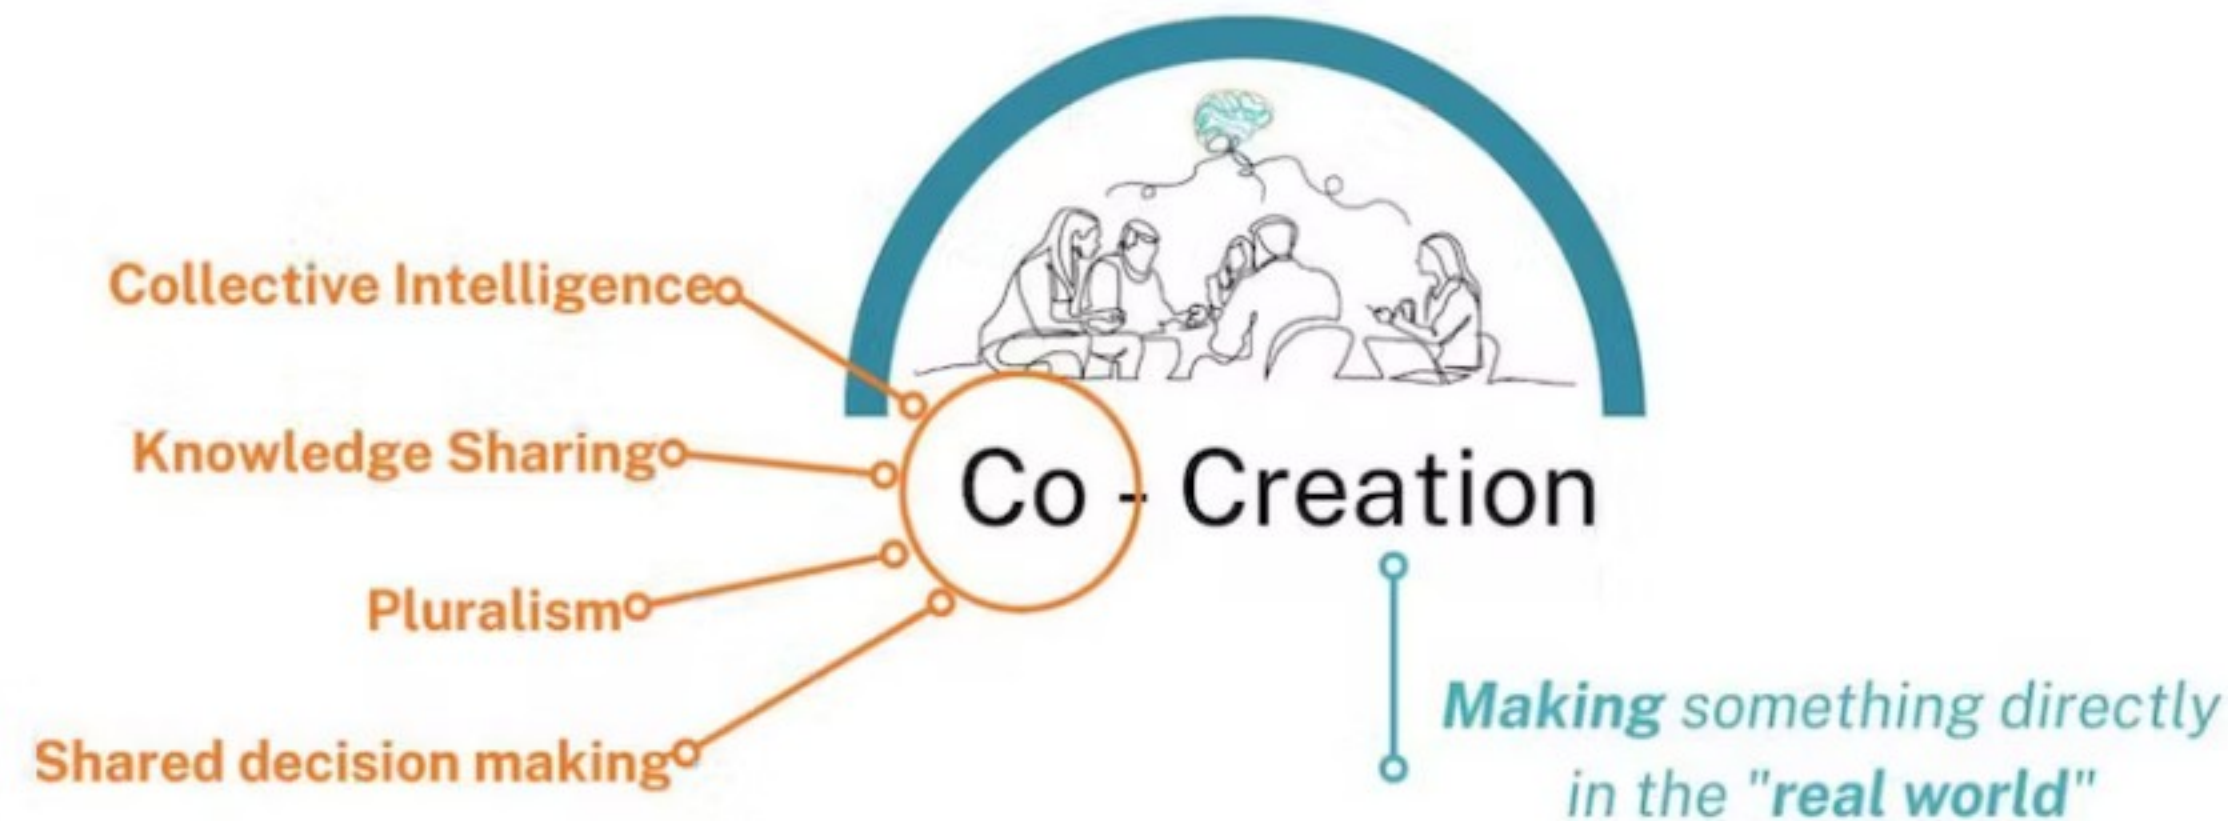 Collective Intelligence
Knowledge Sharing
Co - Creation
Pluralism
Shared decision making
Making something directly
in the "real world"